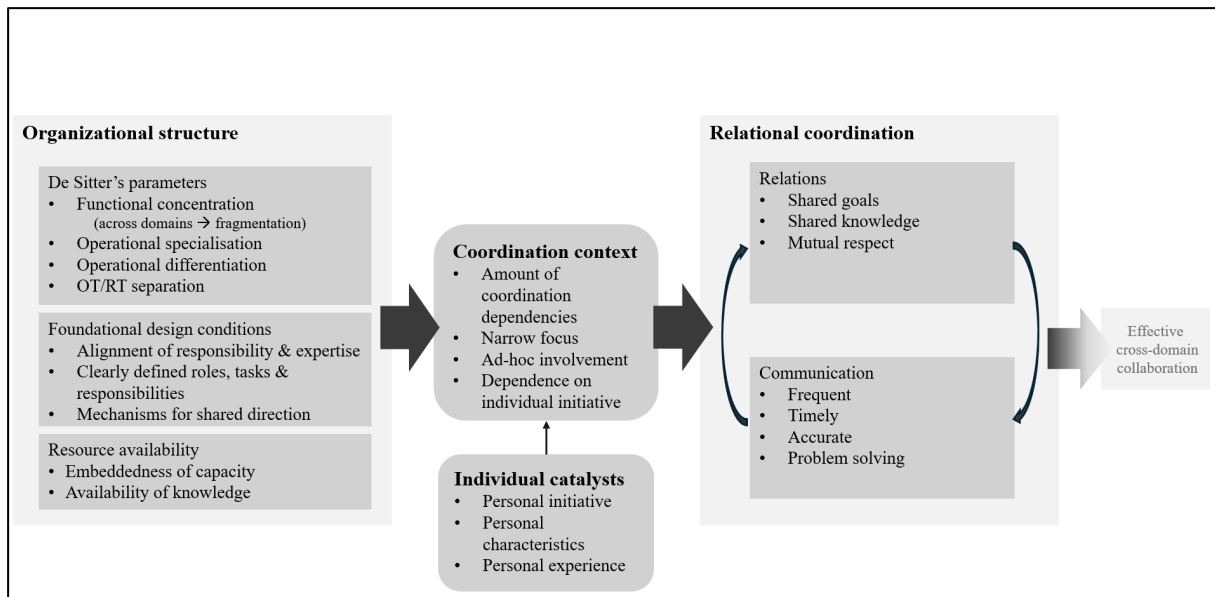 Organizational structure
De Sitter's parameters
• Functional concentration
(across domains → fragmentation)
• Operational specialisation
• Operational differentiation
• OT/RT separation
Foundational design conditions
• Alignment of responsibility & expertise
• Clearly defined roles, tasks &
responsibilities
• Mechanisms for shared direction
Resource availability
• Embeddedness of capacity
• Availability of knowledge
Coordination context
• Amount of
coordination
dependencies
• Narrow focus
• Ad-hoc involvement
• Dependence on
individual initiative
Individual catalysts
• Personal initiative
• Personal
characteristics
• Personal experience
Relational coordination
Relations
• Shared goals
• Shared knowledge
• Mutual respect
Communication
• Frequent
• Timely
• Accurate
• Problem solving
Effective
cross-domain
collaboration